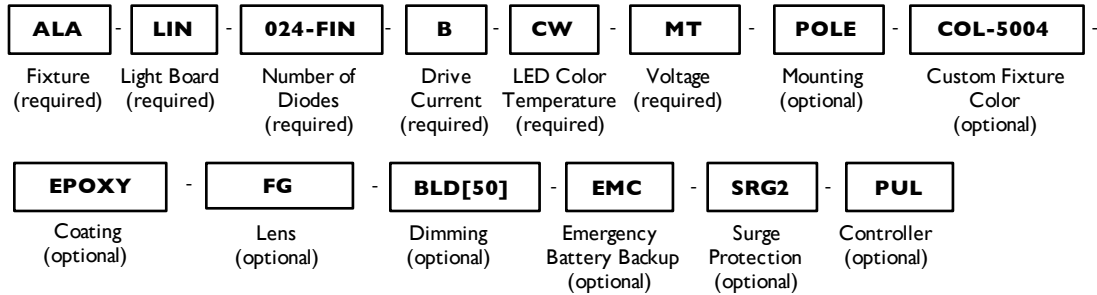 ALA - LIN - 024-FIN - B - CW - MT - POLE - COL-5004 -
Fixture (required)
Light Board (required)
Number of Diodes (required)
Drive Current (required)
LED Color Temperature (required)
Voltage (required)
Mounting (optional)
Custom Fixture Color (optional)
EPOXY - FG - BLD[50] - EMC - SRG2 - PUL
Coating (optional)
Lens (optional)
Dimming (optional)
Emergency Battery Backup (optional)
Surge Protection (optional)
Controller (optional)